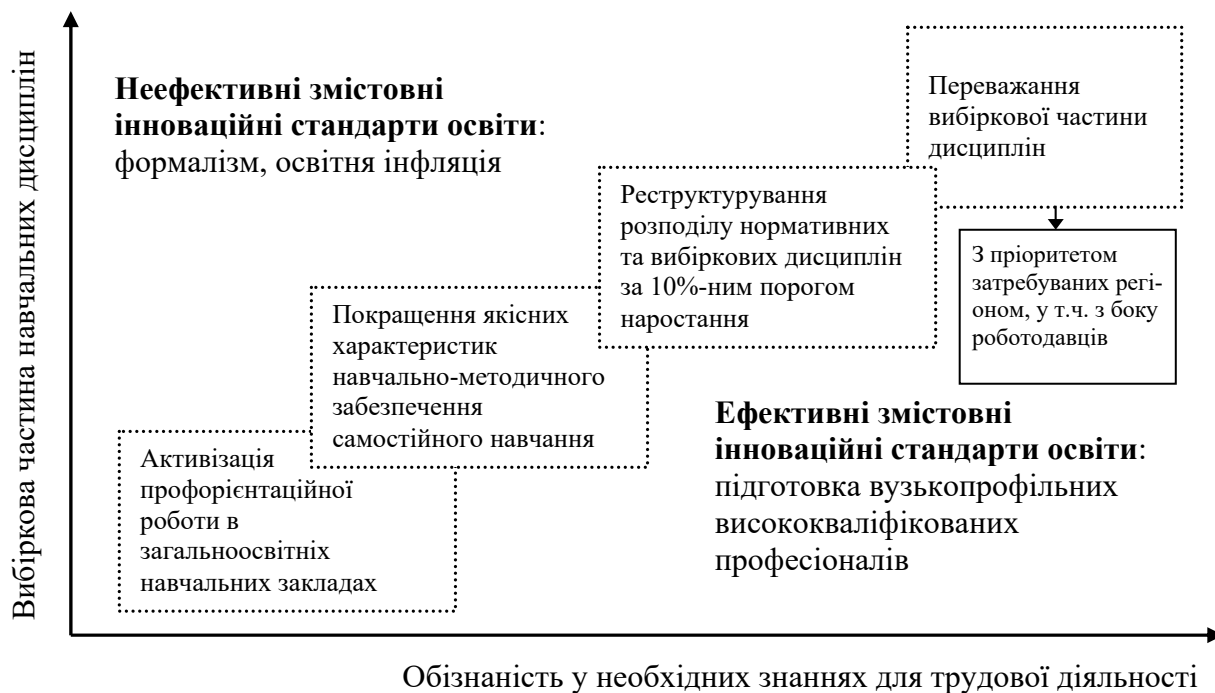 Вибіркова частина навчальних дисциплін
Неефективні змістовні
інноваційні стандарти освіти:
формалізм, освітня інфляція
Переважання
вибіркової частини
дисциплін
Реструктурування
розподілу нормативних
та вибіркових дисциплін
за 10%-ним порогом
наростання
З пріоритетом
затребуваних регі-
оном, у т.ч. з боку
роботодавців
Покращення якісних
характеристик
навчально-методичного
забезпечення
самостійного навчання
Ефективні змістовні
інноваційні стандарти освіти:
підготовка вузькопрофільних
висококваліфікованих
професіоналів
Активізація
профорієнтаційної
роботи в
загальноосвітніх
навчальних закладах
Обізнаність у необхідних знаннях для трудової діяльності